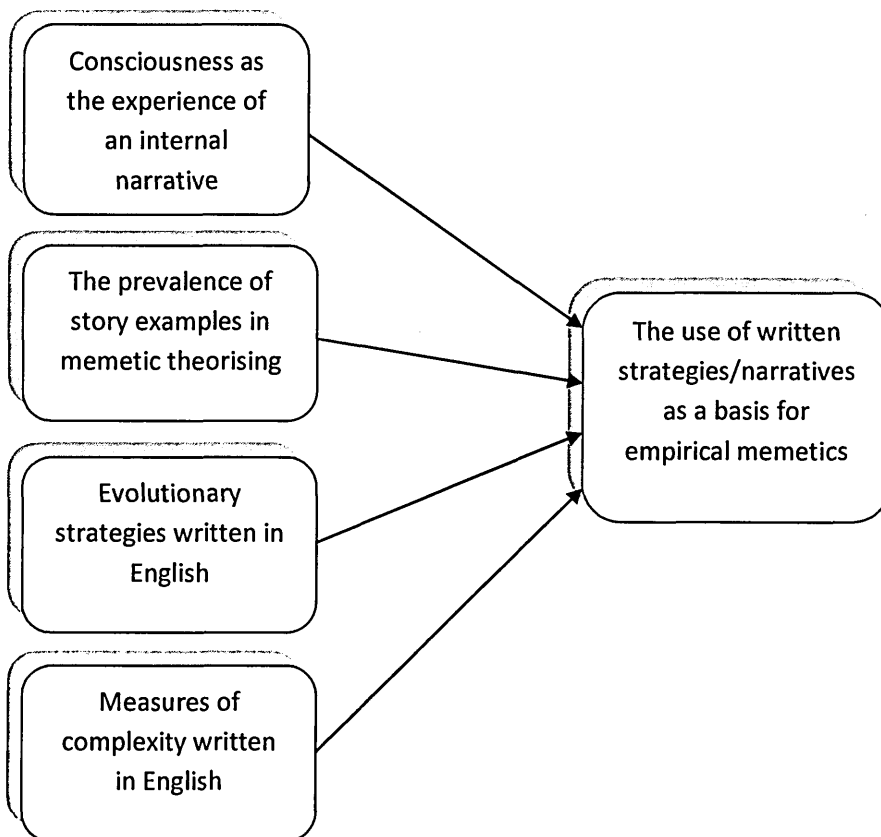 Consciousness as
the experience of
an internal
narrative
The prevalence of
story examples in
memetic theorising
Evolutionary
strategies written in
English
Measures of
complexity written
in English
The use of written
strategies/narratives
as a basis for
empirical memetics